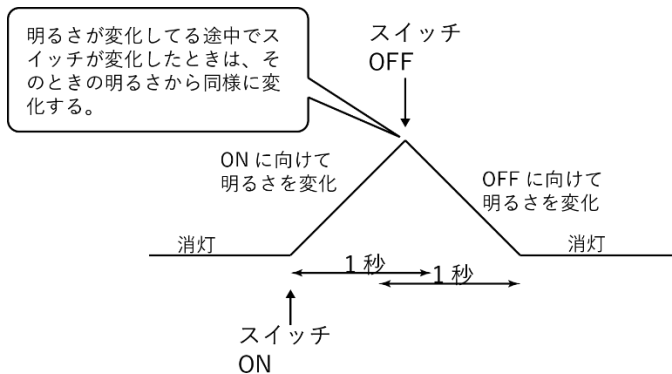 明るさが変化してる途中でス
イッチが変化したときは、そ
のときの明るさから同様に変
化する。
スイッチ
OFF
ON に向けて
明るさを変化
OFF に向けて
明るさを変化
消灯
消灯
1 秒
1 秒
スイッチ
ON